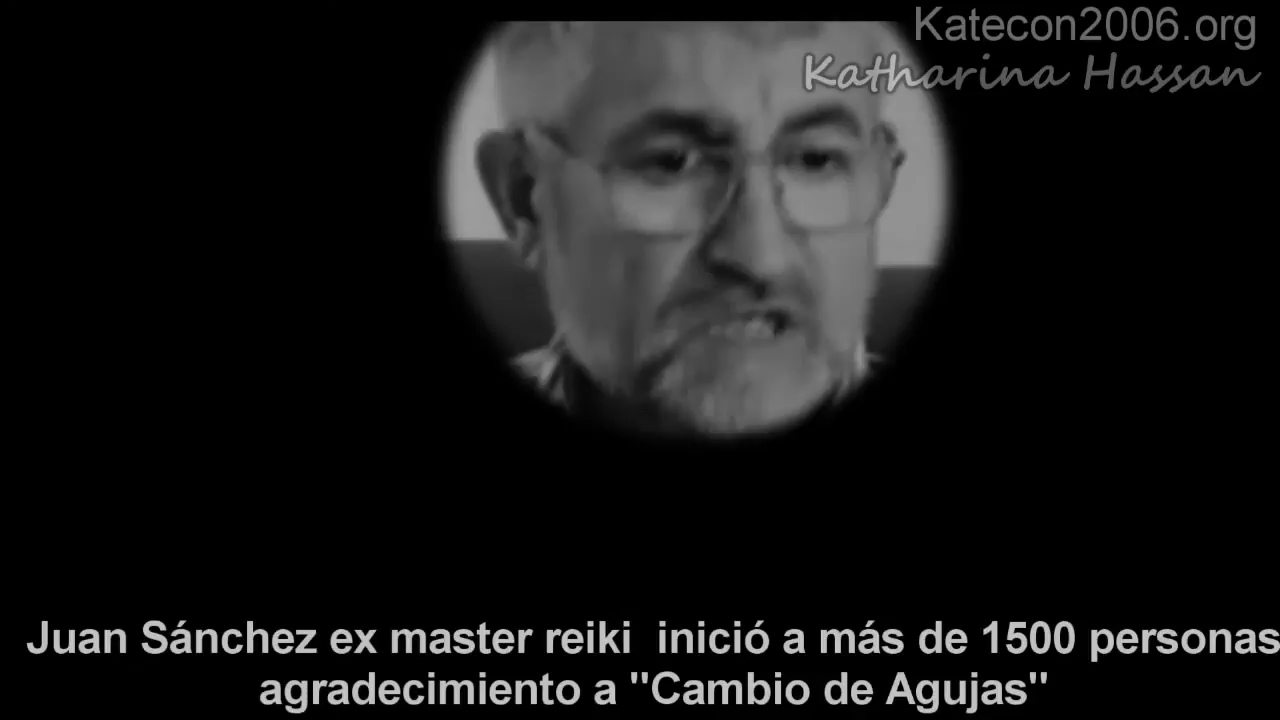 Katecon2006.org
Katharina Hassan
Juan Sánchez ex master reiki inició a más de 1500 personas
agradecimiento a "Cambio de Agujas"